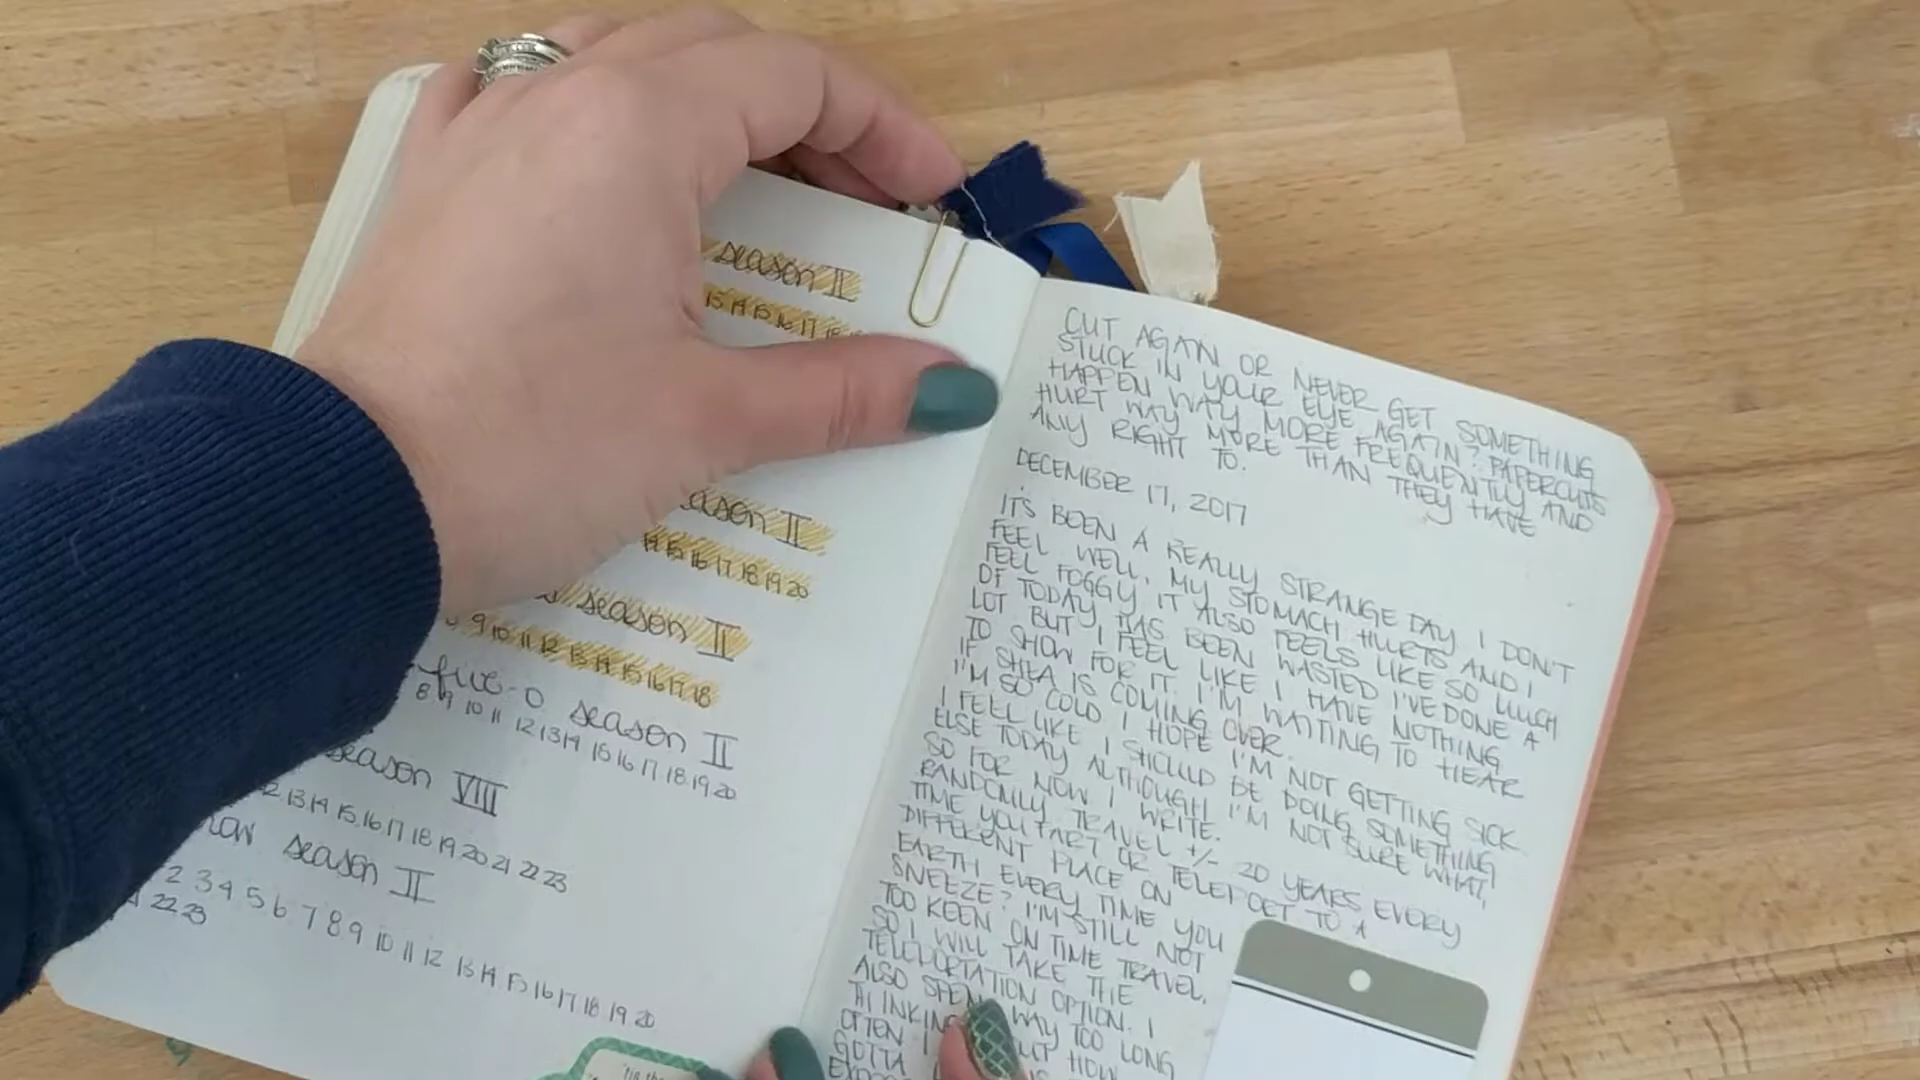 season II
13 14 15 16 17 18
season II
14 15 16 17 18 19 20
season II
9 10 11 12 13 14 15 16 17 18
five-o season II
8 9 10 11 12 13 14 15 16 17 18 19 20
season VIII
12 13 14 15 16 17 18 19 20 21 22 23
season II
2 3 4 5 6 7 8 9 10 11 12 13 14 15 16 17 18 19 20
22 23
CUT AGAIN OR NEVER GET SOMETHING
STUCK IN YOUR EYE AGAIN? PAPERCUTS
HAPPEN WAY MORE FREQUENTLY AND
HURT WAY MORE THAN THEY HAVE
ANY RIGHT TO.
DECEMBER 17, 2017
IT'S BEEN A REALLY STRANGE DAY. I DON'T
FEEL WELL. MY STOMACH HURTS AND I
FEEL FOGGY. IT ALSO FEELS LIKE SO MUCH
OF TODAY HAS BEEN WASTED. I'VE DONE A
LOT BUT I FEEL LIKE I HAVE NOTHING
TO SHOW FOR IT. I'M WAITING TO HEAR
IF SHEA IS COMING OVER.
I'M SO COLD. I HOPE I'M NOT GETTING SICK.
I FEEL LIKE I SHOULD BE DOING SOMETHING
ELSE TODAY ALTHOUGH I'M NOT SURE WHAT,
SO FOR NOW I WRITE.
RANDOMLY TRAVEL +/- 20 YEARS EVERY
TIME YOU FART OR TELEPORT TO A
DIFFERENT PLACE ON
EARTH EVERY TIME YOU
SNEEZE? I'M STILL NOT
TOO KEEN ON TIME TRAVEL,
SO I WILL TAKE THE
TELEPORTATION OPTION. I
ALSO SPEND WAY TOO LONG
THINKING HOW
OFTEN I
GOTTA